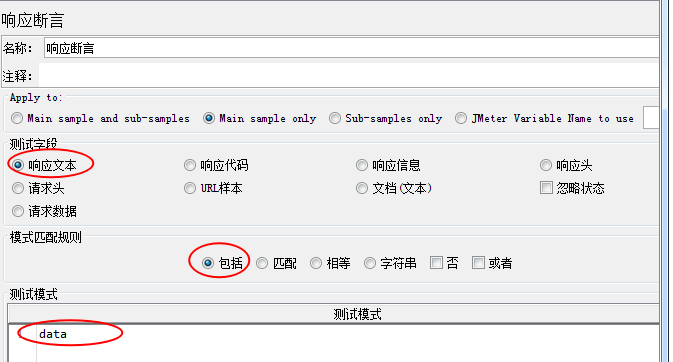 响应断言
名称： 响应断言
注释：
Apply to:
Main sample and sub-samples Main sample only Sub-samples only JMeter Variable Name to use
测试字段
响应文本 响应代码 响应信息 响应头
请求头 URL样本 文档(文本) 忽略状态
请求数据
模式匹配规则
包括 匹配 相等 字符串 否 或者
测试模式
测试模式
data